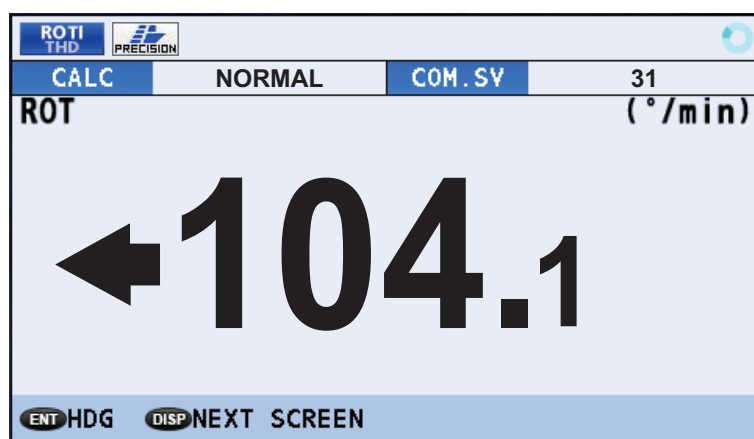 ROTI
THD PRECISION
CALC NORMAL COM.SV 31
ROT (°/min)
104.1
ENT HDG DISP NEXT SCREEN